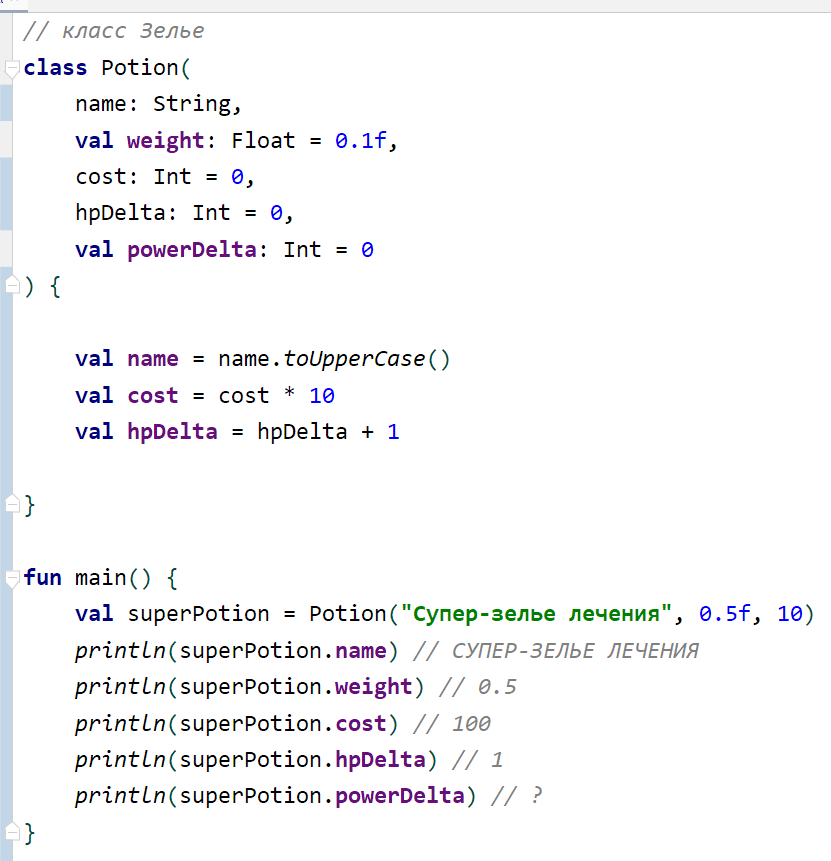 // класс Зелье
class Potion(
    name: String,
    val weight: Float = 0.1f,
    cost: Int = 0,
    hpDelta: Int = 0,
    val powerDelta: Int = 0
) {
    val name = name.toUpperCase()
    val cost = cost * 10
    val hpDelta = hpDelta + 1
}
fun main() {
    val superPotion = Potion("Супер-зелье лечения", 0.5f, 10)
    println(superPotion.name) // СУПЕР-ЗЕЛЬЕ ЛЕЧЕНИЯ
    println(superPotion.weight) // 0.5
    println(superPotion.cost) // 100
    println(superPotion.hpDelta) // 1
    println(superPotion.powerDelta) // ?
}